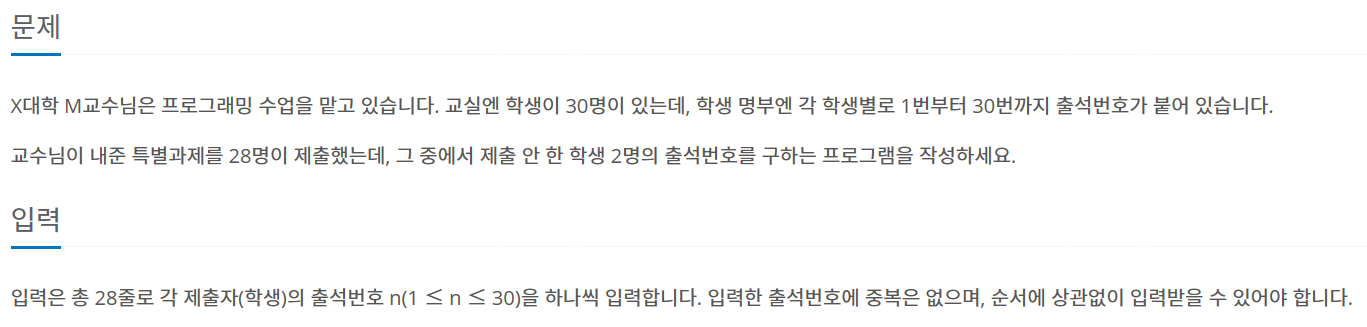 문제
X대학 M교수님은 프로그래밍 수업을 맡고 있습니다. 교실엔 학생이 30명이 있는데, 학생 명부엔 각 학생별로 1번부터 30번까지 출석번호가 붙어 있습니다.
교수님이 내준 특별과제를 28명이 제출했는데, 그 중에서 제출 안 한 학생 2명의 출석번호를 구하는 프로그램을 작성하세요.
입력
입력은 총 28줄로 각 제출자(학생)의 출석번호 n(1 ≤ n ≤ 30)을 하나씩 입력합니다. 입력한 출석번호에 중복은 없으며, 순서에 상관없이 입력받을 수 있어야 합니다.